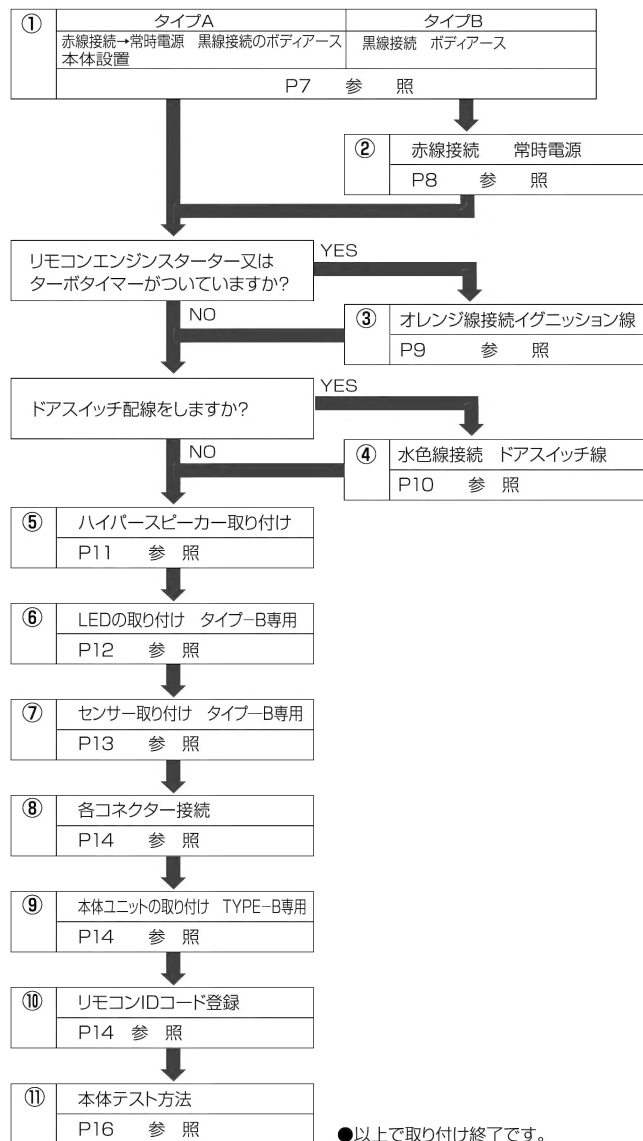 ① タイプA タイプB
赤線接続→常時電源 黒線接続のボディアース 黒線接続 ボディアース
本体設置
P7 参 照
② 赤線接続 常時電源
P8 参 照
リモコンエンジンスターター又は
ターボタイマーがついていますか?
YES
NO
③ オレンジ線接続イグニッション線
P9 参 照
ドアスイッチ配線をしますか?
YES
NO
④ 水色線接続 ドアスイッチ線
P10 参 照
⑤ ハイパースピーカー取り付け
P11 参 照
⑥ LEDの取り付け タイプ−B専用
P12 参 照
⑦ センサー取り付け タイプ―B専用
P13 参 照
⑧ 各コネクター接続
P14 参 照
⑨ 本体ユニットの取り付け TYPE−B専用
P14 参 照
⑩ リモコンIDコード登録
P14 参 照
⑪ 本体テスト方法
P16 参 照
●以上で取り付け終了です。